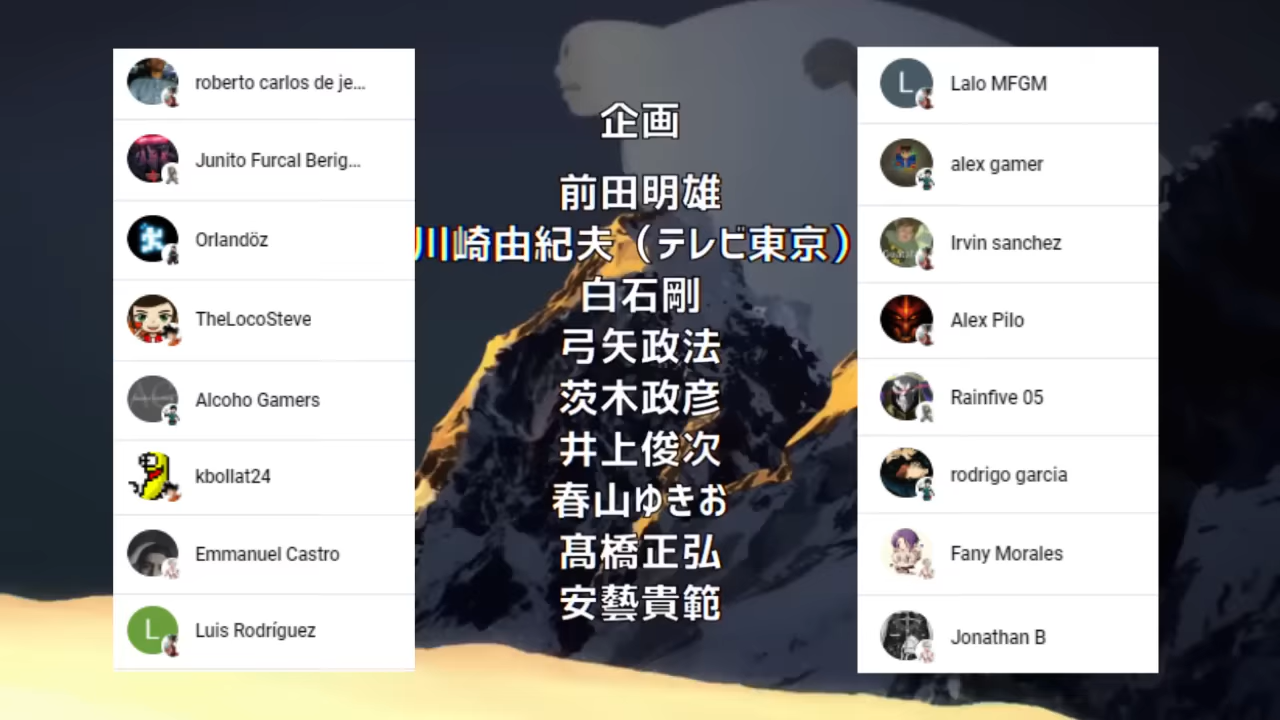 roberto carlos de je...
Junito Furcal Berig...
Orlandöz
TheLocoSteve
Alcoho Gamers
kbollat24
Emmanuel Castro
L
Luis Rodríguez
企画
前田明雄
川崎由紀夫（テレビ東京）
白石剛
弓矢政法
茨木政彦
井上俊次
春山ゆきお
髙橋正弘
安藝貴範
L
Lalo MFGM
alex gamer
Irvin sanchez
Alex Pilo
Rainfive 05
rodrigo garcia
Fany Morales
Jonathan B